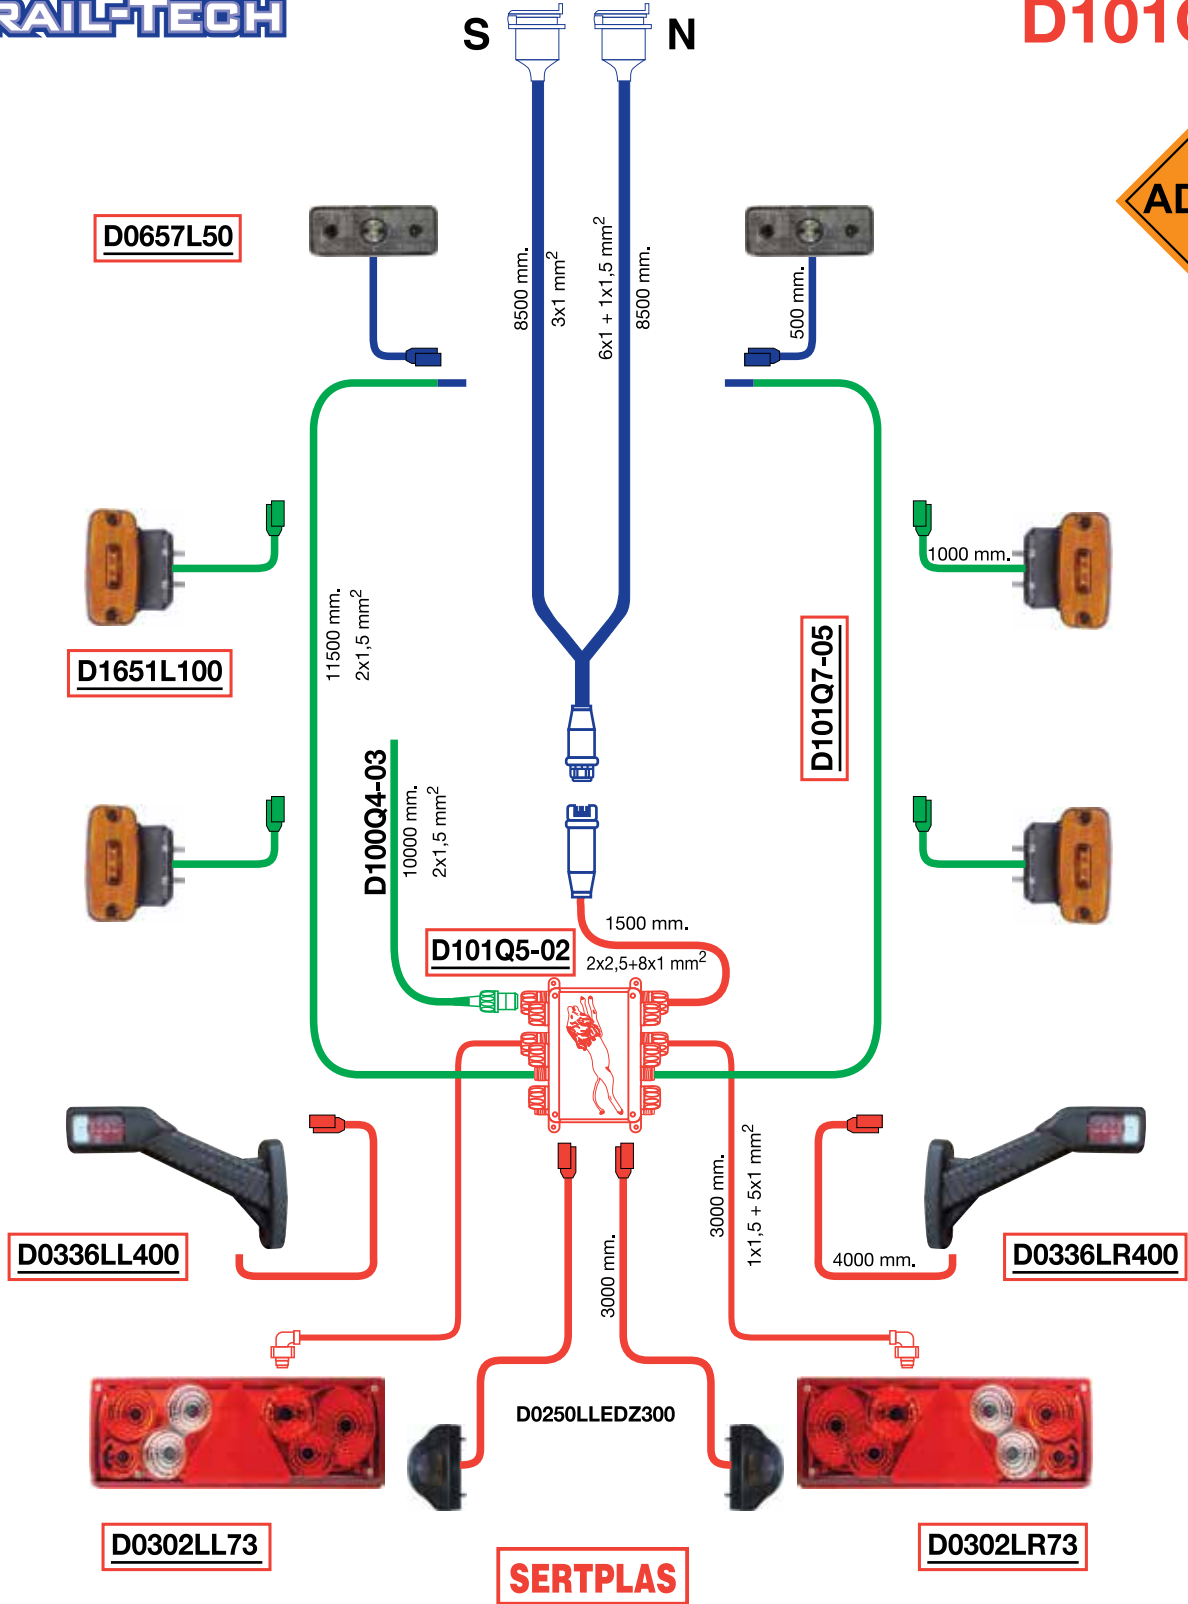 RAIL-TECH
S
N
D101
D0657L50
8500 mm.
3x1 mm²
6x1 + 1x1,5 mm²
8500 mm.
500 mm.
1000 mm.
D1651L100
11500 mm.
2x1,5 mm²
D101Q7-05
D100Q4-03
10000 mm.
2x1,5 mm²
1500 mm.
D101Q5-02
2x2,5+8x1 mm²
3000 mm.
1x1,5 + 5x1 mm²
D0336LL400
3000 mm.
4000 mm.
D0336LR400
D0250LLEDZ300
D0302LL73
D0302LR73
SERTPLAS